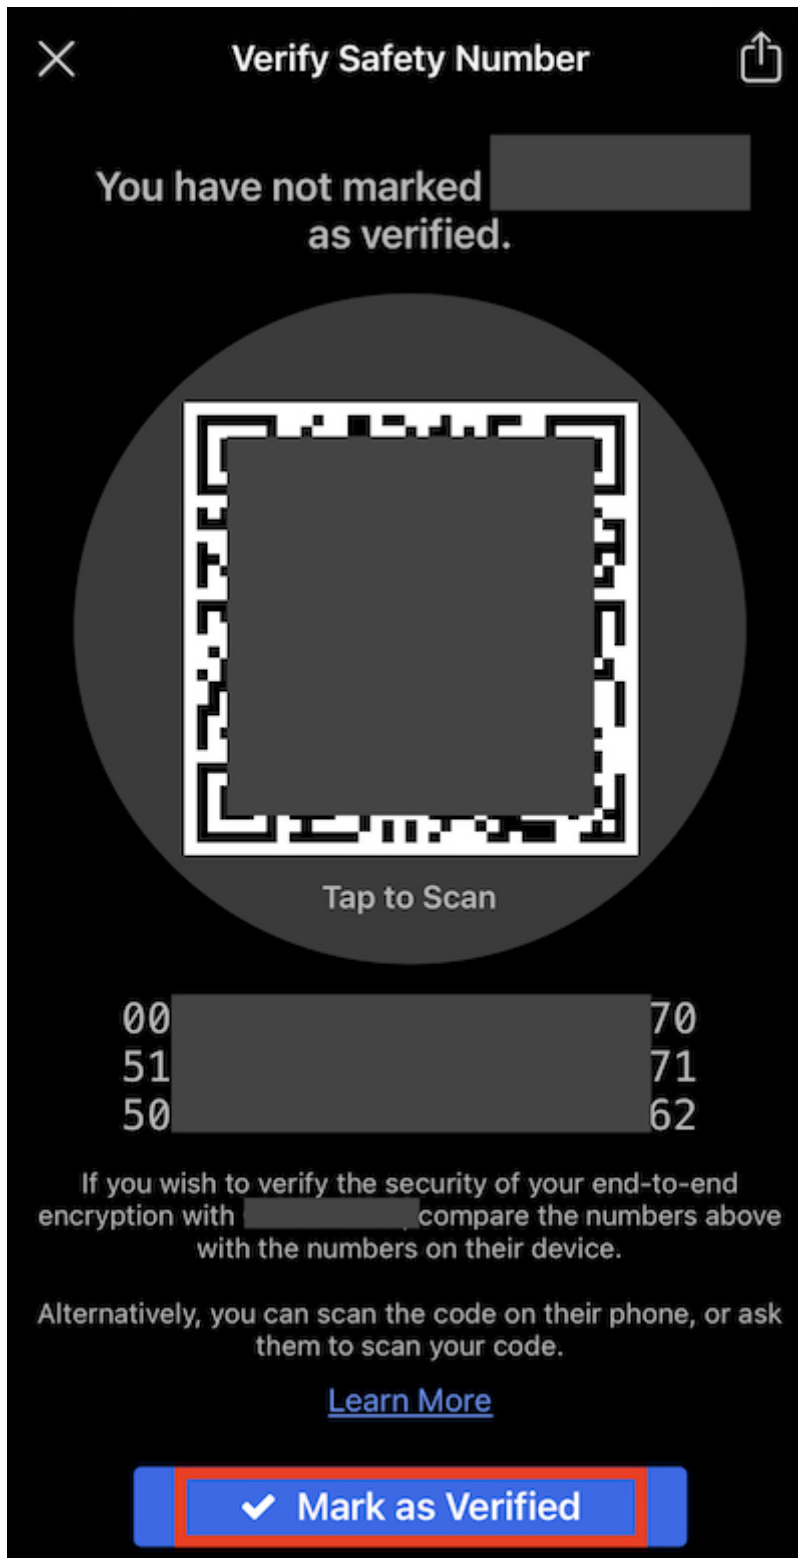 Verify Safety Number
You have not marked
as verified.
Tap to Scan
00 70
51 71
50 62
If you wish to verify the security of your end-to-end
encryption with compare the numbers above
with the numbers on their device.
Alternatively, you can scan the code on their phone, or ask
them to scan your code.
Learn More
Mark as Verified